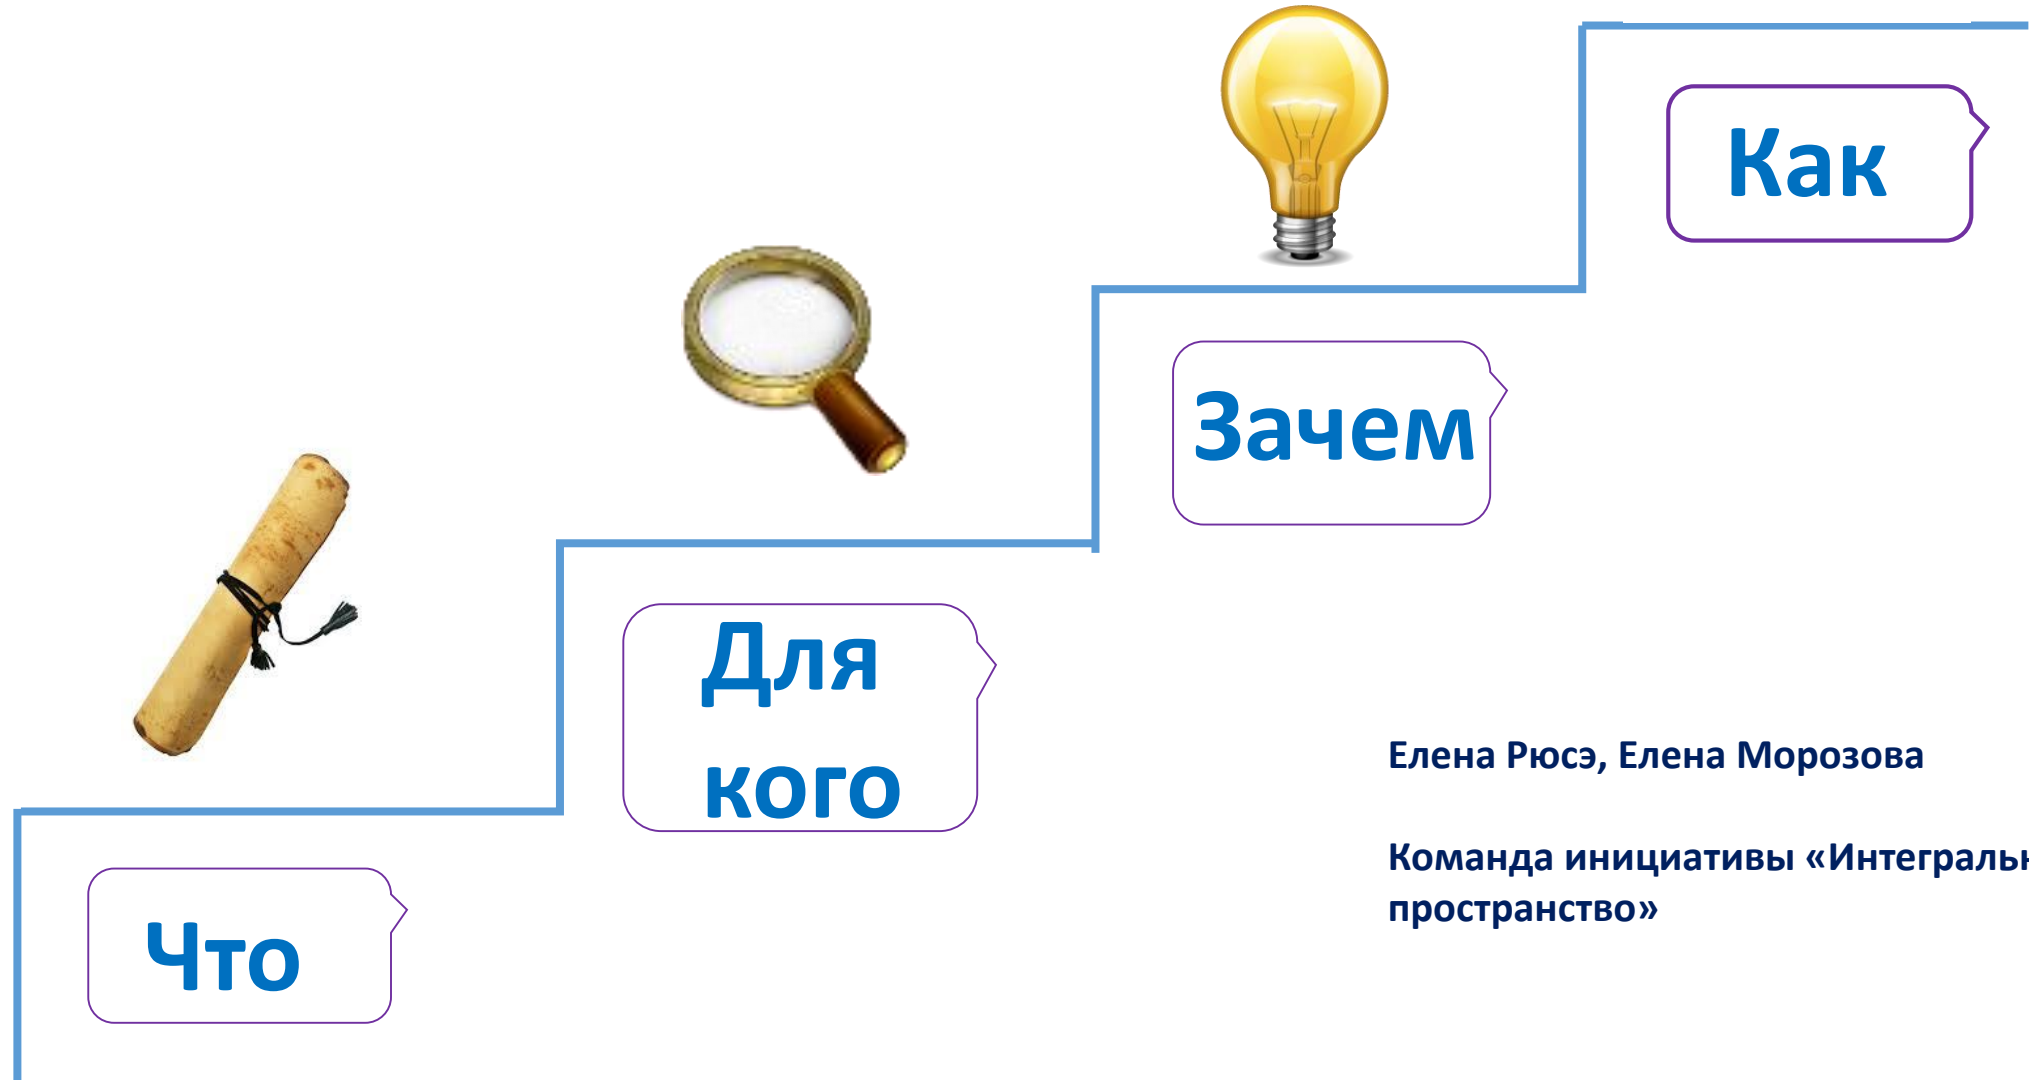 Как
Зачем
Для
кого
Что
Елена Рюсэ, Елена Морозова
Команда инициативы «Интегральн
пространство»